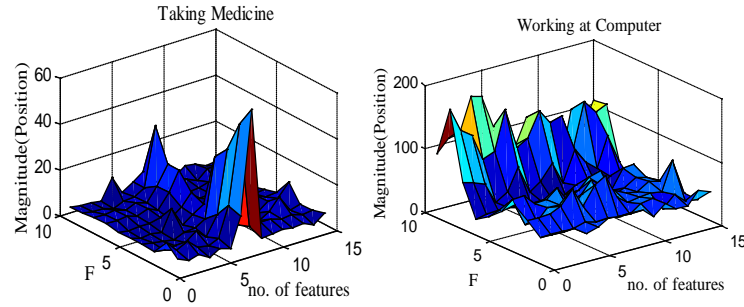 Taking Medicine
Magnitude(Position)
60
40
20
0
10
5
0
F
0
5
10
15
no. of features
Working at Computer
Magnitude(Position)
200
100
0
10
5
0
F
0
5
10
15
no. of features